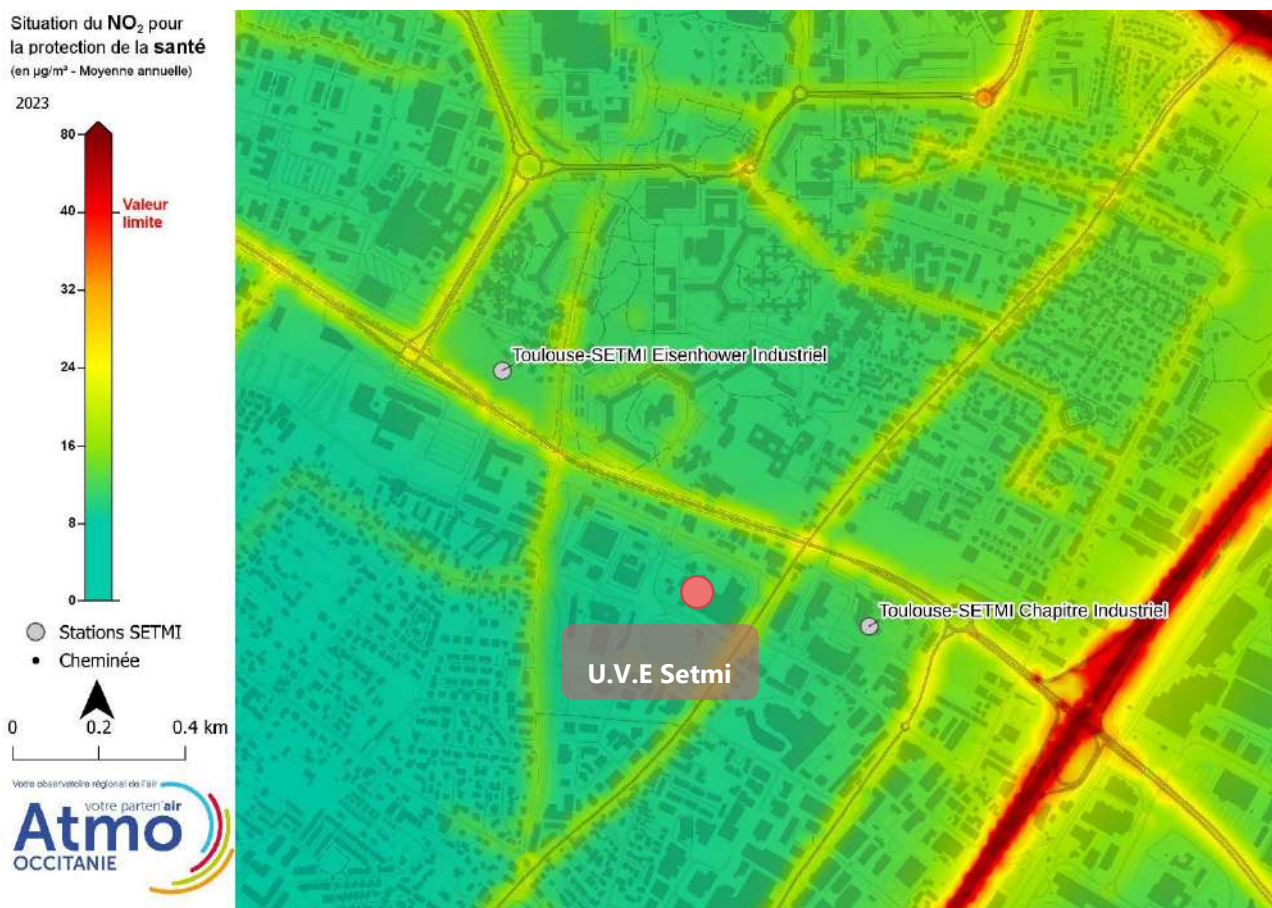 Situation du NO₂ pour
la protection de la santé
(en µg/m³ - Moyenne annuelle)
2023
80
40
Valeur
limite
32
24
16
8
0
Stations SETMI
Cheminée
0 0.2 0.4 km
Votre observatoire régional de l'air
votre parten'air
Atmo
OCCITANIE
Toulouse-SETMI Eisenhower Industriel
Toulouse-SETMI Chapitre Industriel
U.V.E Setmi